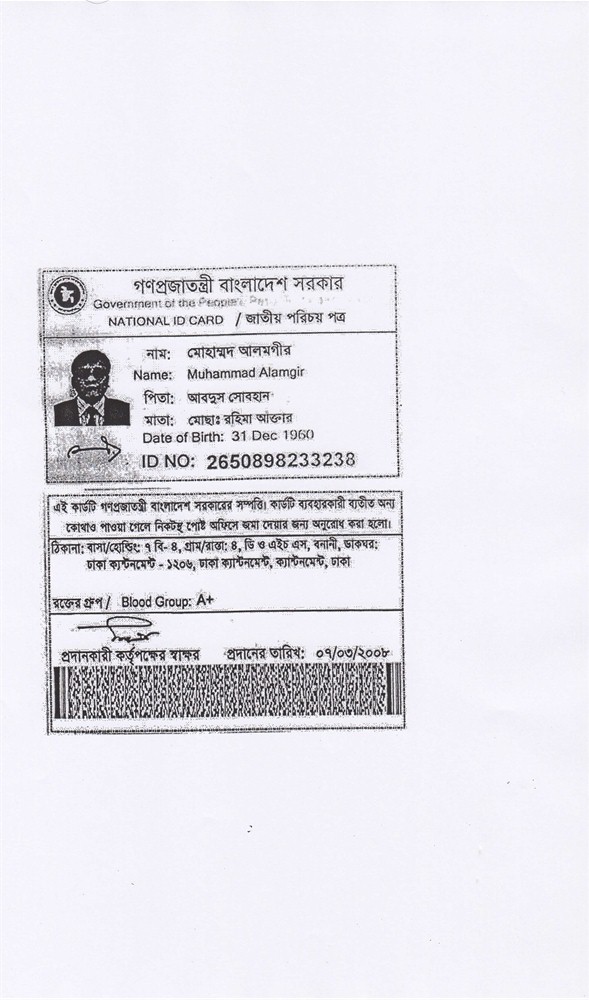 গণপ্রজাতন্ত্রী বাংলাদেশ সরকার
Government of the People's
NATIONAL ID CARD / জাতীয় পরিচয় পত্র
নাম: মোহাম্মদ আলমগীর
Name: Muhammad Alamgir
পিতা: আবদুস সোবহান
মাতা: মোছাঃ রহিমা আক্তার
Date of Birth: 31 Dec 1960
ID NO: 2650898233238
এই কার্ডটি গণপ্রজাতন্ত্রী বাংলাদেশ সরকারের সম্পত্তি। কার্ডটি ব্যবহারকারী ব্যতীত অন্য
কোথাও পাওয়া গেলে নিকটস্থ পোষ্ট অফিসে জমা দেয়ার জন্য অনুরোধ করা হলো।
ঠিকানা: বাসা/হোল্ডিং: ৭ বি- ৪, গ্রাম/রাস্তা: ৪, ডি ও এইচ এস, বনানী, ডাকঘর:
ঢাকা ক্যান্টনমেন্ট - ১২০৬, ঢাকা ক্যান্টনমেন্ট, ক্যান্টনমেন্ট, ঢাকা
রক্তের গ্রুপ / Blood Group: A+
প্রদানকারী কর্তৃপক্ষের স্বাক্ষর প্রদানের তারিখ: ০৭/০৩/২০০৮